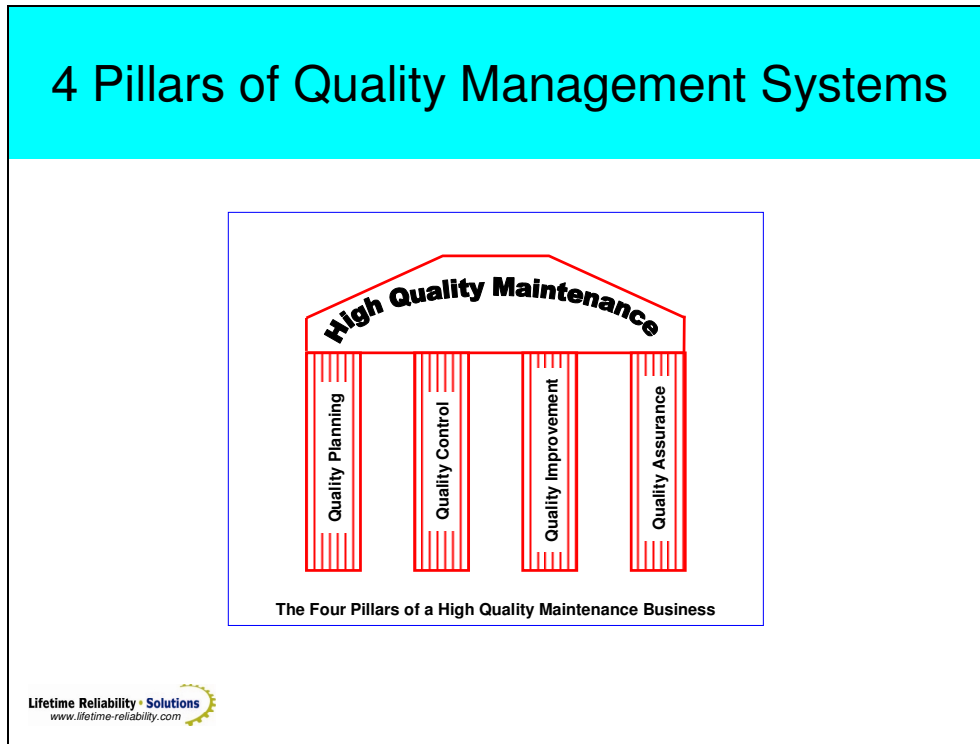 4 Pillars of Quality Management Systems
High Quality Maintenance
Quality Planning
Quality Control
Quality Improvement
Quality Assurance
The Four Pillars of a High Quality Maintenance Business
Lifetime Reliability • Solutions
www.lifetime-reliability.com